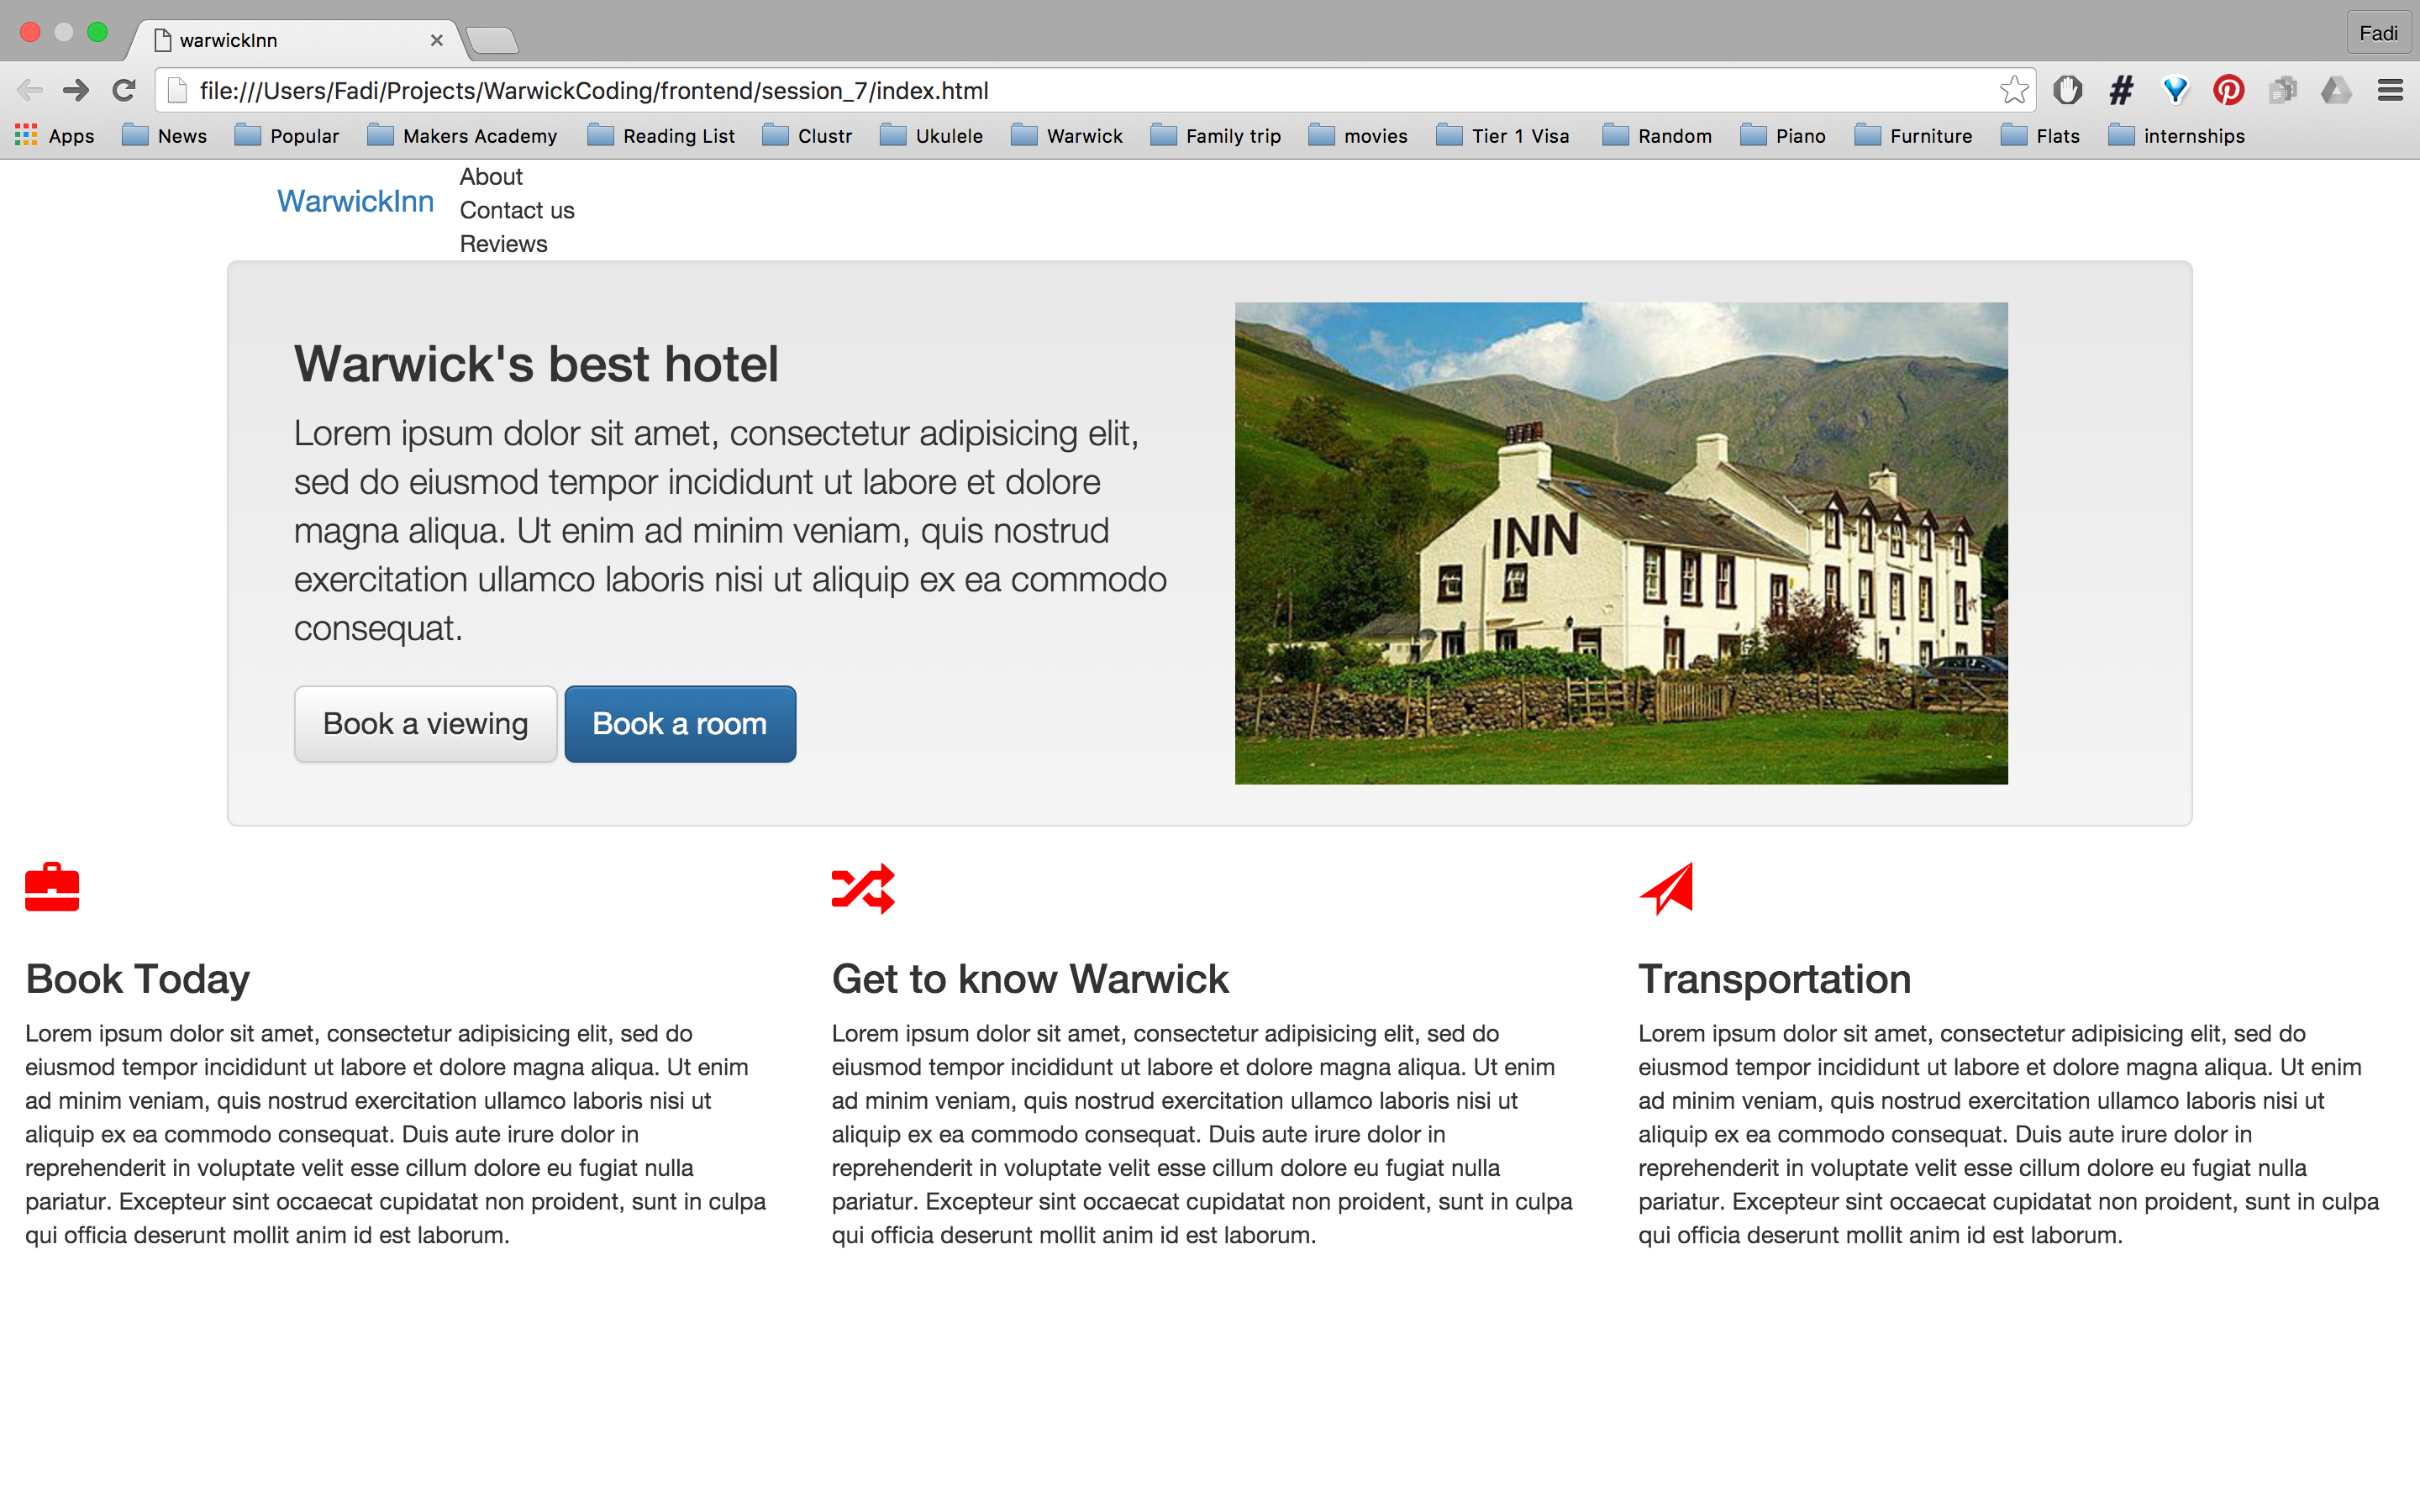 warwickInn
Fadi
file:///Users/Fadi/Projects/WarwickCoding/frontend/session_7/index.html
Apps News Popular Makers Academy Reading List Clustr Ukulele Warwick Family trip movies Tier 1 Visa Random Piano Furniture Flats internships
WarwickInn
About
Contact us
Reviews
Warwick's best hotel
Lorem ipsum dolor sit amet, consectetur adipisicing elit,
sed do eiusmod tempor incididunt ut labore et dolore
magna aliqua. Ut enim ad minim veniam, quis nostrud
exercitation ullamco laboris nisi ut aliquip ex ea commodo
consequat.
Book a viewing
Book a room
INN
Book Today
Lorem ipsum dolor sit amet, consectetur adipisicing elit, sed do
eiusmod tempor incididunt ut labore et dolore magna aliqua. Ut enim
ad minim veniam, quis nostrud exercitation ullamco laboris nisi ut
aliquip ex ea commodo consequat. Duis aute irure dolor in
reprehenderit in voluptate velit esse cillum dolore eu fugiat nulla
pariatur. Excepteur sint occaecat cupidatat non proident, sunt in culpa
qui officia deserunt mollit anim id est laborum.
Get to know Warwick
Lorem ipsum dolor sit amet, consectetur adipisicing elit, sed do
eiusmod tempor incididunt ut labore et dolore magna aliqua. Ut enim
ad minim veniam, quis nostrud exercitation ullamco laboris nisi ut
aliquip ex ea commodo consequat. Duis aute irure dolor in
reprehenderit in voluptate velit esse cillum dolore eu fugiat nulla
pariatur. Excepteur sint occaecat cupidatat non proident, sunt in culpa
qui officia deserunt mollit anim id est laborum.
Transportation
Lorem ipsum dolor sit amet, consectetur adipisicing elit, sed do
eiusmod tempor incididunt ut labore et dolore magna aliqua. Ut enim
ad minim veniam, quis nostrud exercitation ullamco laboris nisi ut
aliquip ex ea commodo consequat. Duis aute irure dolor in
reprehenderit in voluptate velit esse cillum dolore eu fugiat nulla
pariatur. Excepteur sint occaecat cupidatat non proident, sunt in culpa
qui officia deserunt mollit anim id est laborum.